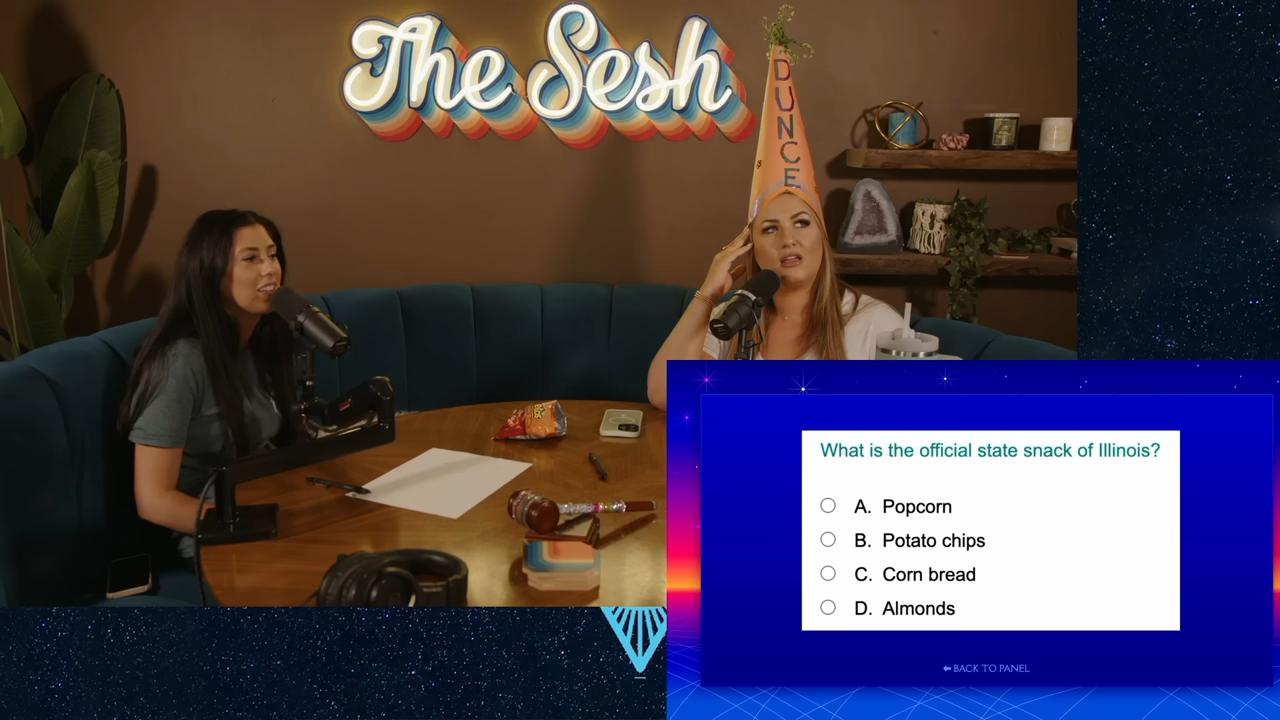 The Sesh
DUNCE
What is the official state snack of Illinois?
A. Popcorn
B. Potato chips
C. Corn bread
D. Almonds
BACK TO PANEL